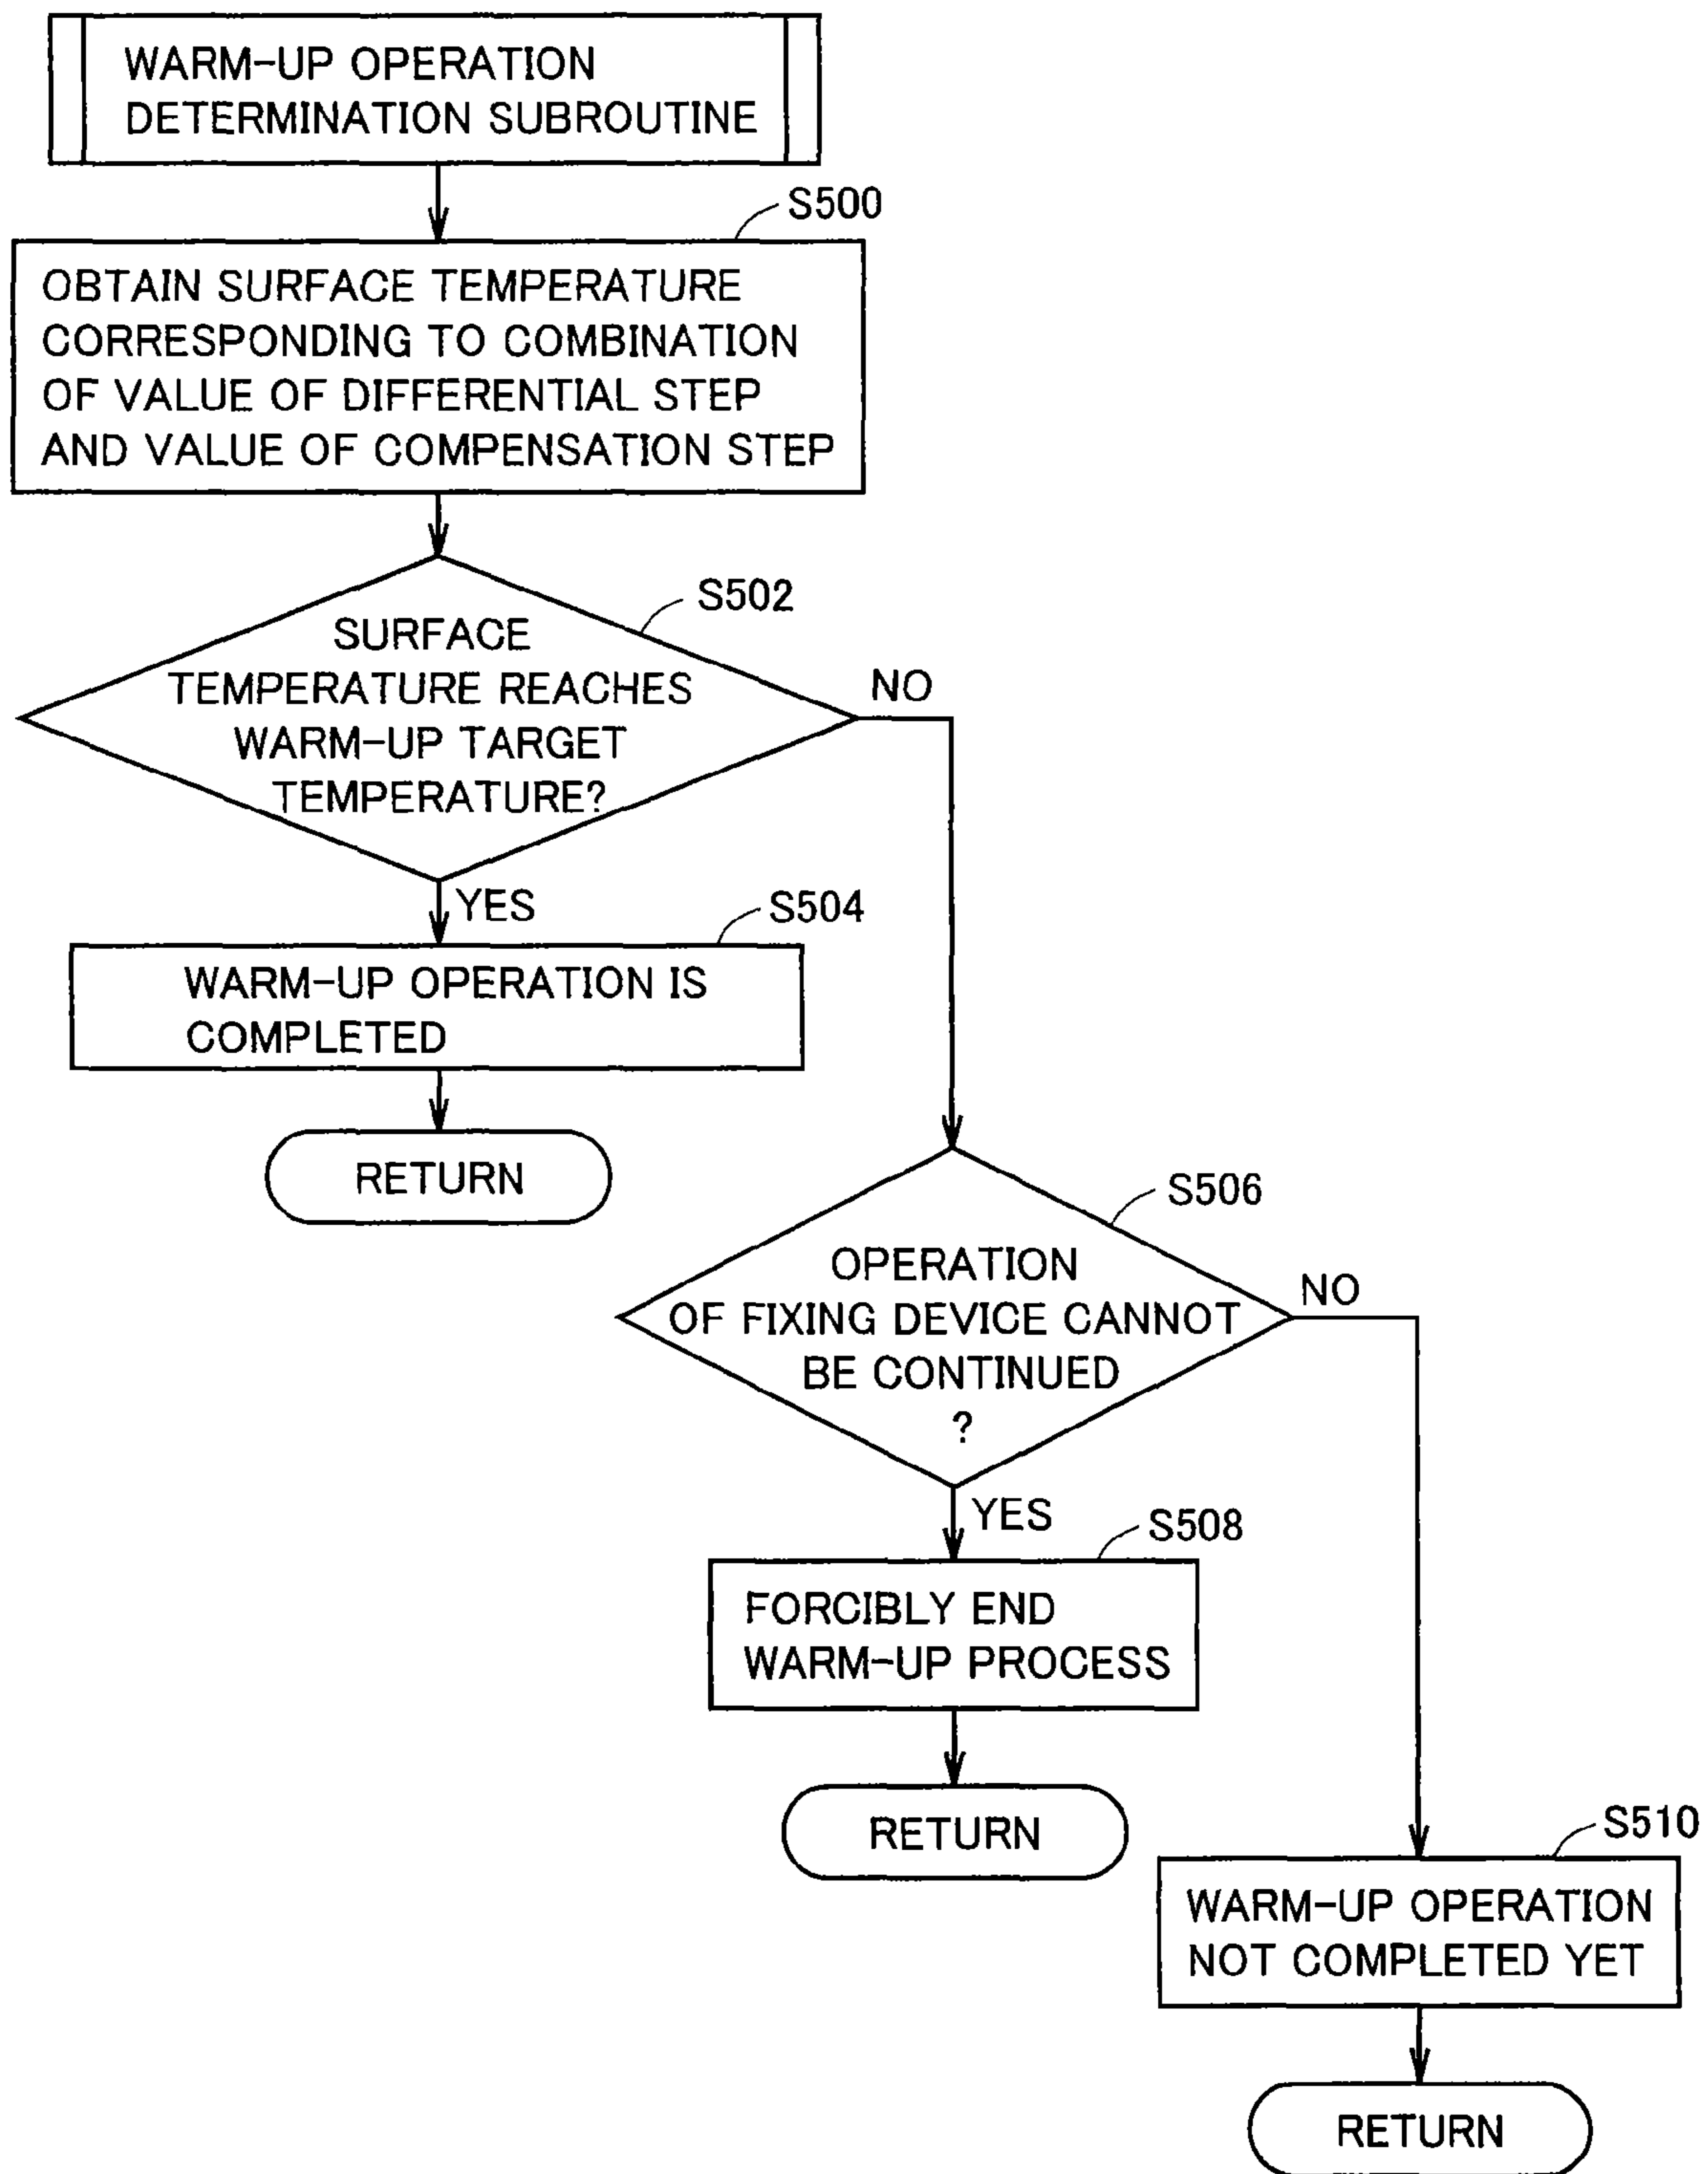 WARM-UP OPERATION
DETERMINATION SUBROUTINE
S500
OBTAIN SURFACE TEMPERATURE
CORRESPONDING TO COMBINATION
OF VALUE OF DIFFERENTIAL STEP
AND VALUE OF COMPENSATION STEP
S502
SURFACE
TEMPERATURE REACHES
WARM-UP TARGET
TEMPERATURE?
NO
YES
S504
WARM-UP OPERATION IS
COMPLETED
RETURN
S506
OPERATION
OF FIXING DEVICE CANNOT
BE CONTINUED
?
NO
YES
S508
FORCIBLY END
WARM-UP PROCESS
RETURN
S510
WARM-UP OPERATION
NOT COMPLETED YET
RETURN